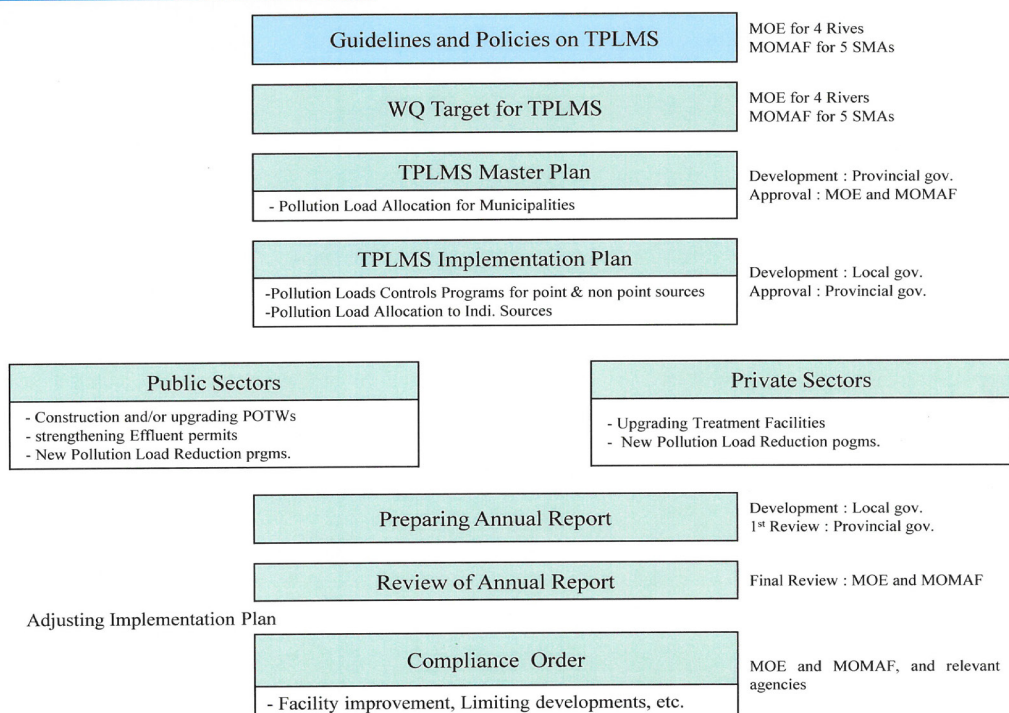 Guidelines and Policies on TPLMS
MOE for 4 Rives
MOMAF for 5 SMAs
WQ Target for TPLMS
MOE for 4 Rivers
MOMAF for 5 SMAs
TPLMS Master Plan
- Pollution Load Allocation for Municipalities
Development : Provincial gov.
Approval : MOE and MOMAF
TPLMS Implementation Plan
-Pollution Loads Controls Programs for point & non point sources
-Pollution Load Allocation to Indi. Sources
Development : Local gov.
Approval : Provincial gov.
Public Sectors
- Construction and/or upgrading POTWs
- strengthening Effluent permits
- New Pollution Load Reduction prgms.
Private Sectors
- Upgrading Treatment Facilities
- New Pollution Load Reduction pogms.
Preparing Annual Report
Development : Local gov.
1st Review : Provincial gov.
Review of Annual Report
Final Review : MOE and MOMAF
Adjusting Implementation Plan
Compliance Order
- Facility improvement, Limiting developments, etc.
MOE and MOMAF, and relevant
agencies